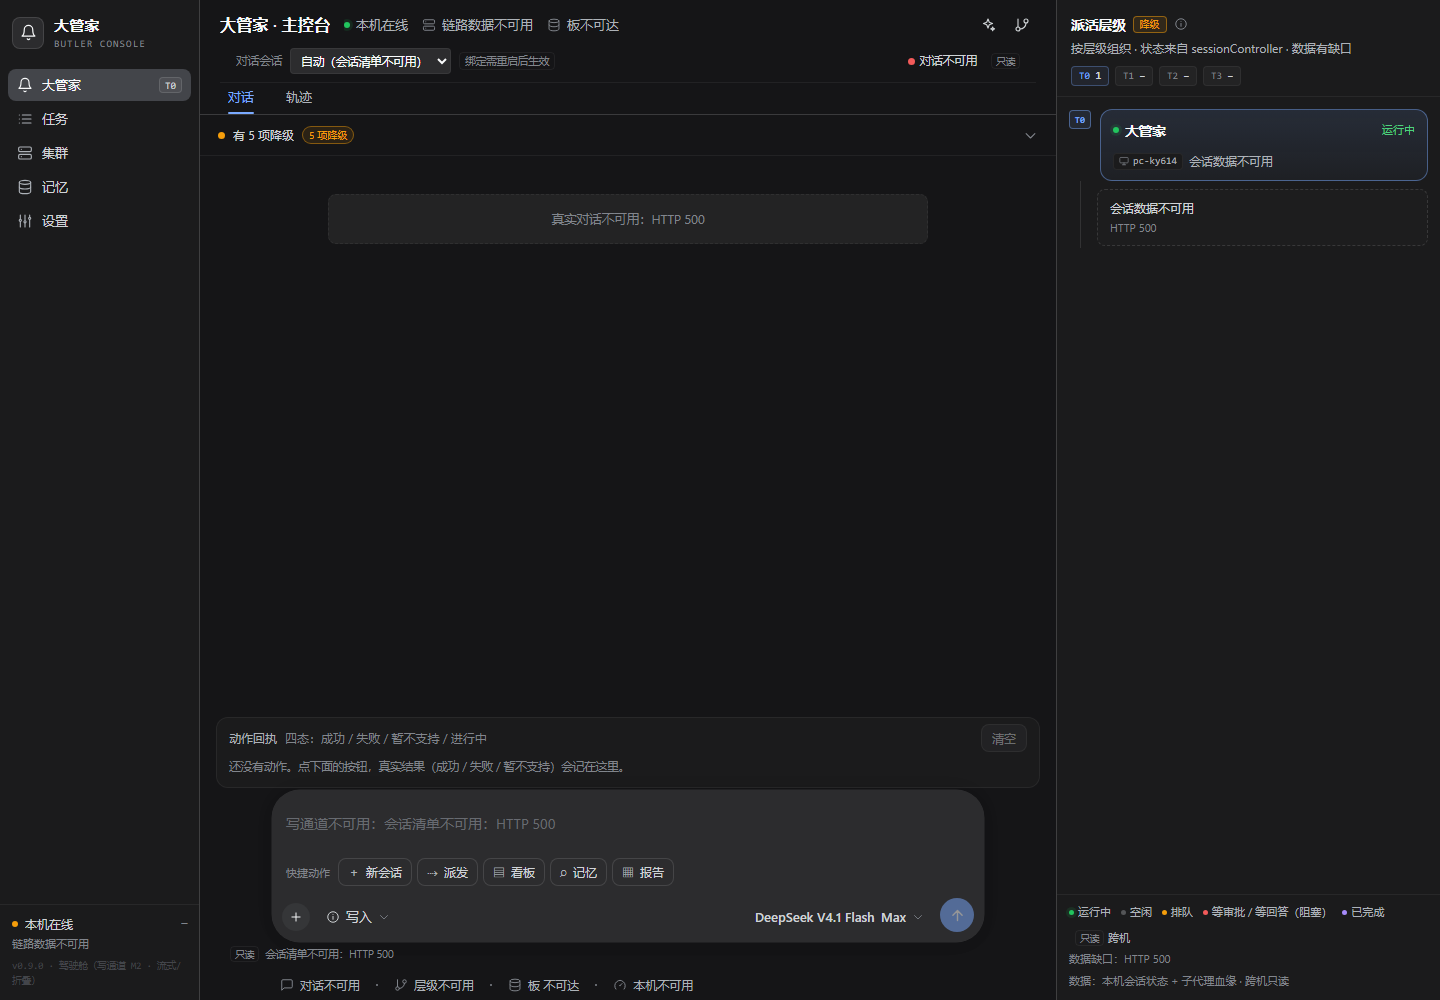 大管家
BUTLER CONSOLE
大管家 T0
任务
集群
记忆
设置
本机在线 –
链路数据不可用
v0.9.0 · 驾驶舱（写通道 M2 · 流式/
折叠）
大管家 · 主控台 本机在线 链路数据不可用 板不可达
对话会话 自动（会话清单不可用） 绑定需重启后生效 对话不可用 只读
对话 轨迹
有 5 项降级 5 项降级
真实对话不可用：HTTP 500
动作回执 四态：成功 / 失败 / 暂不支持 / 进行中 清空
还没有动作。点下面的按钮，真实结果（成功 / 失败 / 暂不支持）会记在这里。
写通道不可用：会话清单不可用：HTTP 500
快捷动作 + 新会话 派发 看板 记忆 报告
+ 写入 DeepSeek V4.1 Flash Max
只读 会话清单不可用：HTTP 500
对话不可用 · 层级不可用 · 板 不可达 · 本机不可用
派活层级 降级
按层级组织 · 状态来自 sessionController · 数据有缺口
T0 1 T1 – T2 – T3 –
T0 大管家 运行中
pc-ky614 会话数据不可用
会话数据不可用
HTTP 500
运行中 空闲 排队 等审批 / 等回答（阻塞） 已完成
只读 跨机
数据缺口：HTTP 500
数据：本机会话状态 + 子代理血缘 · 跨机只读